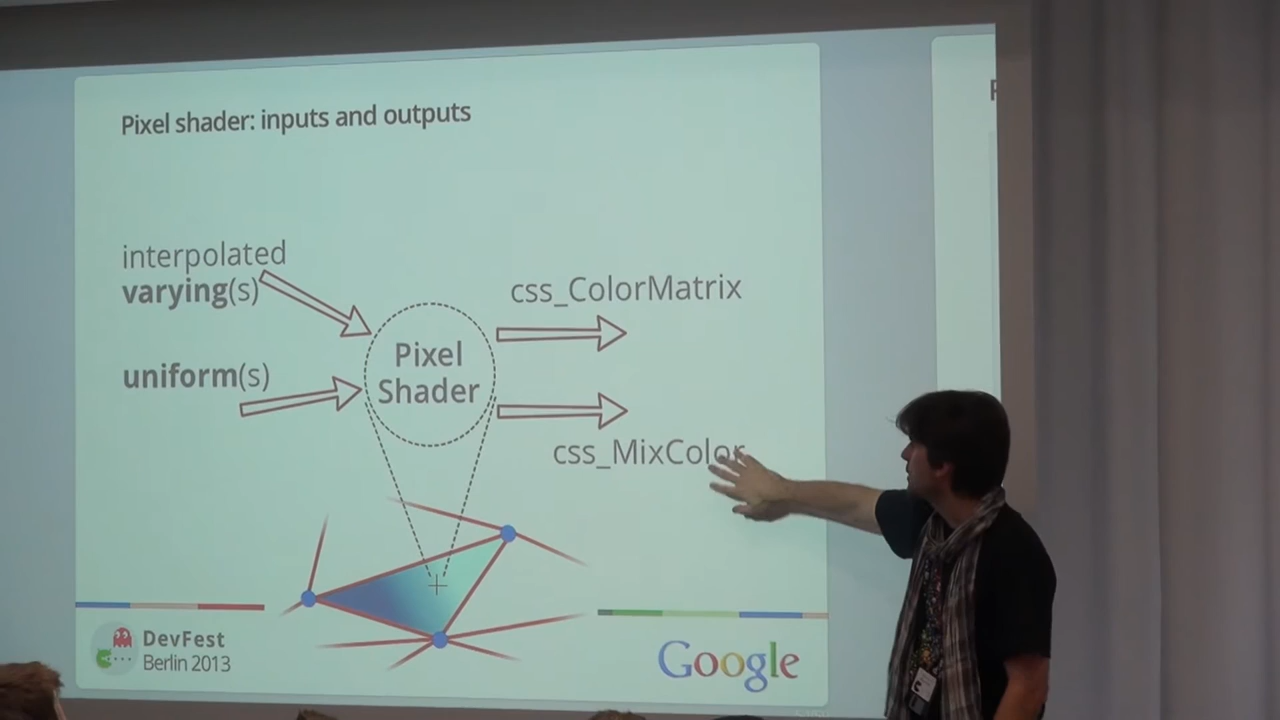 Pixel shader: inputs and outputs
interpolated
varying(s)
uniform(s)
Pixel
Shader
css_ColorMatrix
css_MixColor
DevFest
Berlin 2013
Google